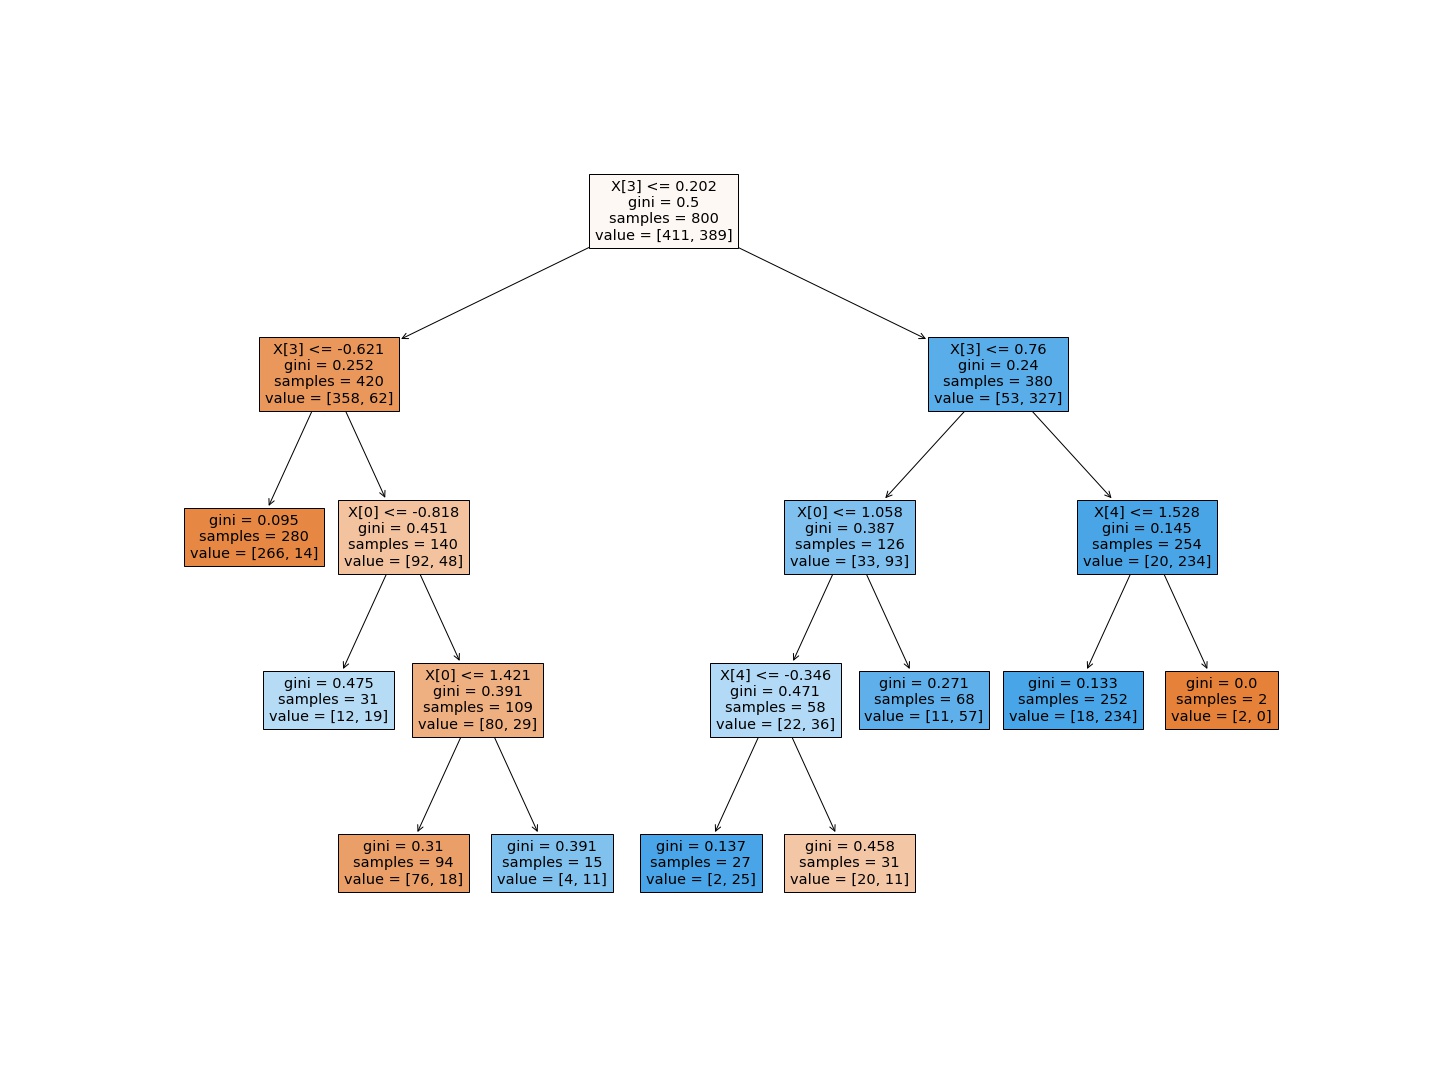 X[3] <= 0.202
gini = 0.5
samples = 800
value = [411, 389]
X[3] <= -0.621
gini = 0.252
samples = 420
value = [358, 62]
X[3] <= 0.76
gini = 0.24
samples = 380
value = [53, 327]
gini = 0.095
samples = 280
value = [266, 14]
X[0] <= -0.818
gini = 0.451
samples = 140
value = [92, 48]
X[0] <= 1.058
gini = 0.387
samples = 126
value = [33, 93]
X[4] <= 1.528
gini = 0.145
samples = 254
value = [20, 234]
gini = 0.475
samples = 31
value = [12, 19]
X[0] <= 1.421
gini = 0.391
samples = 109
value = [80, 29]
X[4] <= -0.346
gini = 0.471
samples = 58
value = [22, 36]
gini = 0.271
samples = 68
value = [11, 57]
gini = 0.133
samples = 252
value = [18, 234]
gini = 0.0
samples = 2
value = [2, 0]
gini = 0.31
samples = 94
value = [76, 18]
gini = 0.391
samples = 15
value = [4, 11]
gini = 0.137
samples = 27
value = [2, 25]
gini = 0.458
samples = 31
value = [20, 11]